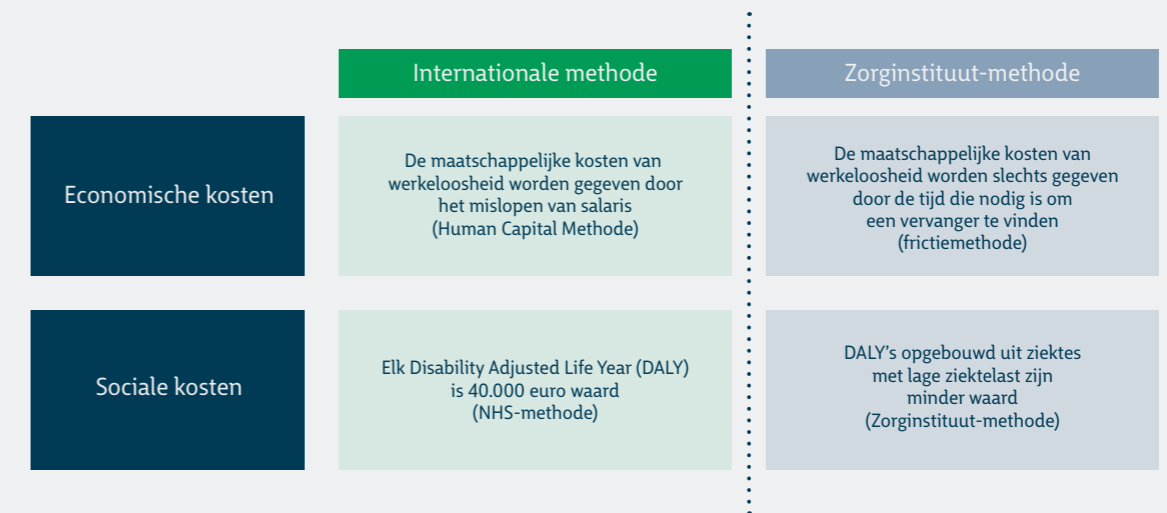 Internationale methode
Zorginstituut-methode
Economische kosten
De maatschappelijke kosten van
werkeloosheid worden gegeven door
het mislopen van salaris
(Human Capital Methode)
De maatschappelijke kosten van
werkeloosheid worden slechts gegeven
door de tijd die nodig is om
een vervanger te vinden
(frictiemethode)
Sociale kosten
Elk Disability Adjusted Life Year (DALY)
is 40.000 euro waard
(NHS-methode)
DALY's opgebouwd uit ziektes
met lage ziektelast zijn
minder waard
(Zorginstituut-methode)